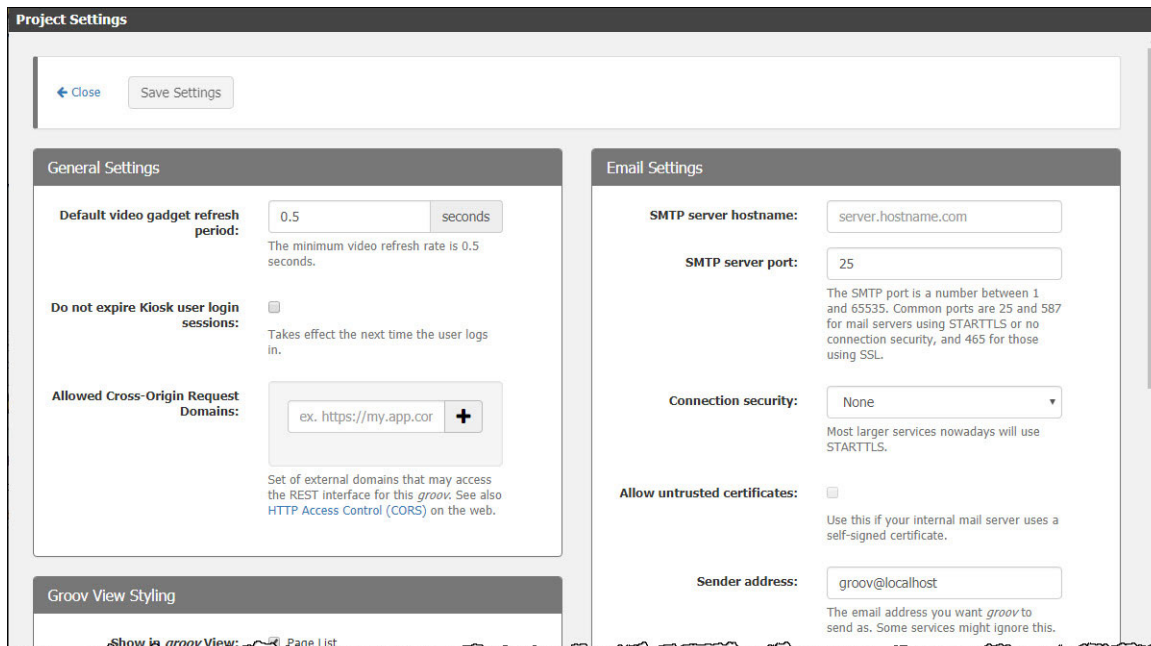 Project Settings
Close
Save Settings
General Settings
Default video gadget refresh
period:
0.5
seconds
The minimum video refresh rate is 0.5
seconds.
Do not expire Kiosk user login
sessions:
Takes effect the next time the user logs
in.
Allowed Cross-Origin Request
Domains:
ex. https://my.app.cor
Set of external domains that may access
the REST interface for this groov. See also
HTTP Access Control (CORS) on the web.
Groov View Styling
Show in groov View:
Page List
Email Settings
SMTP server hostname:
server.hostname.com
SMTP server port:
25
The SMTP port is a number between 1
and 65535. Common ports are 25 and 587
for mail servers using STARTTLS or no
connection security, and 465 for those
using SSL.
Connection security:
None
Most larger services nowadays will use
STARTTLS.
Allow untrusted certificates:
Use this if your internal mail server uses a
self-signed certificate.
Sender address:
groov@localhost
The email address you want groov to
send as. Some services might ignore this.